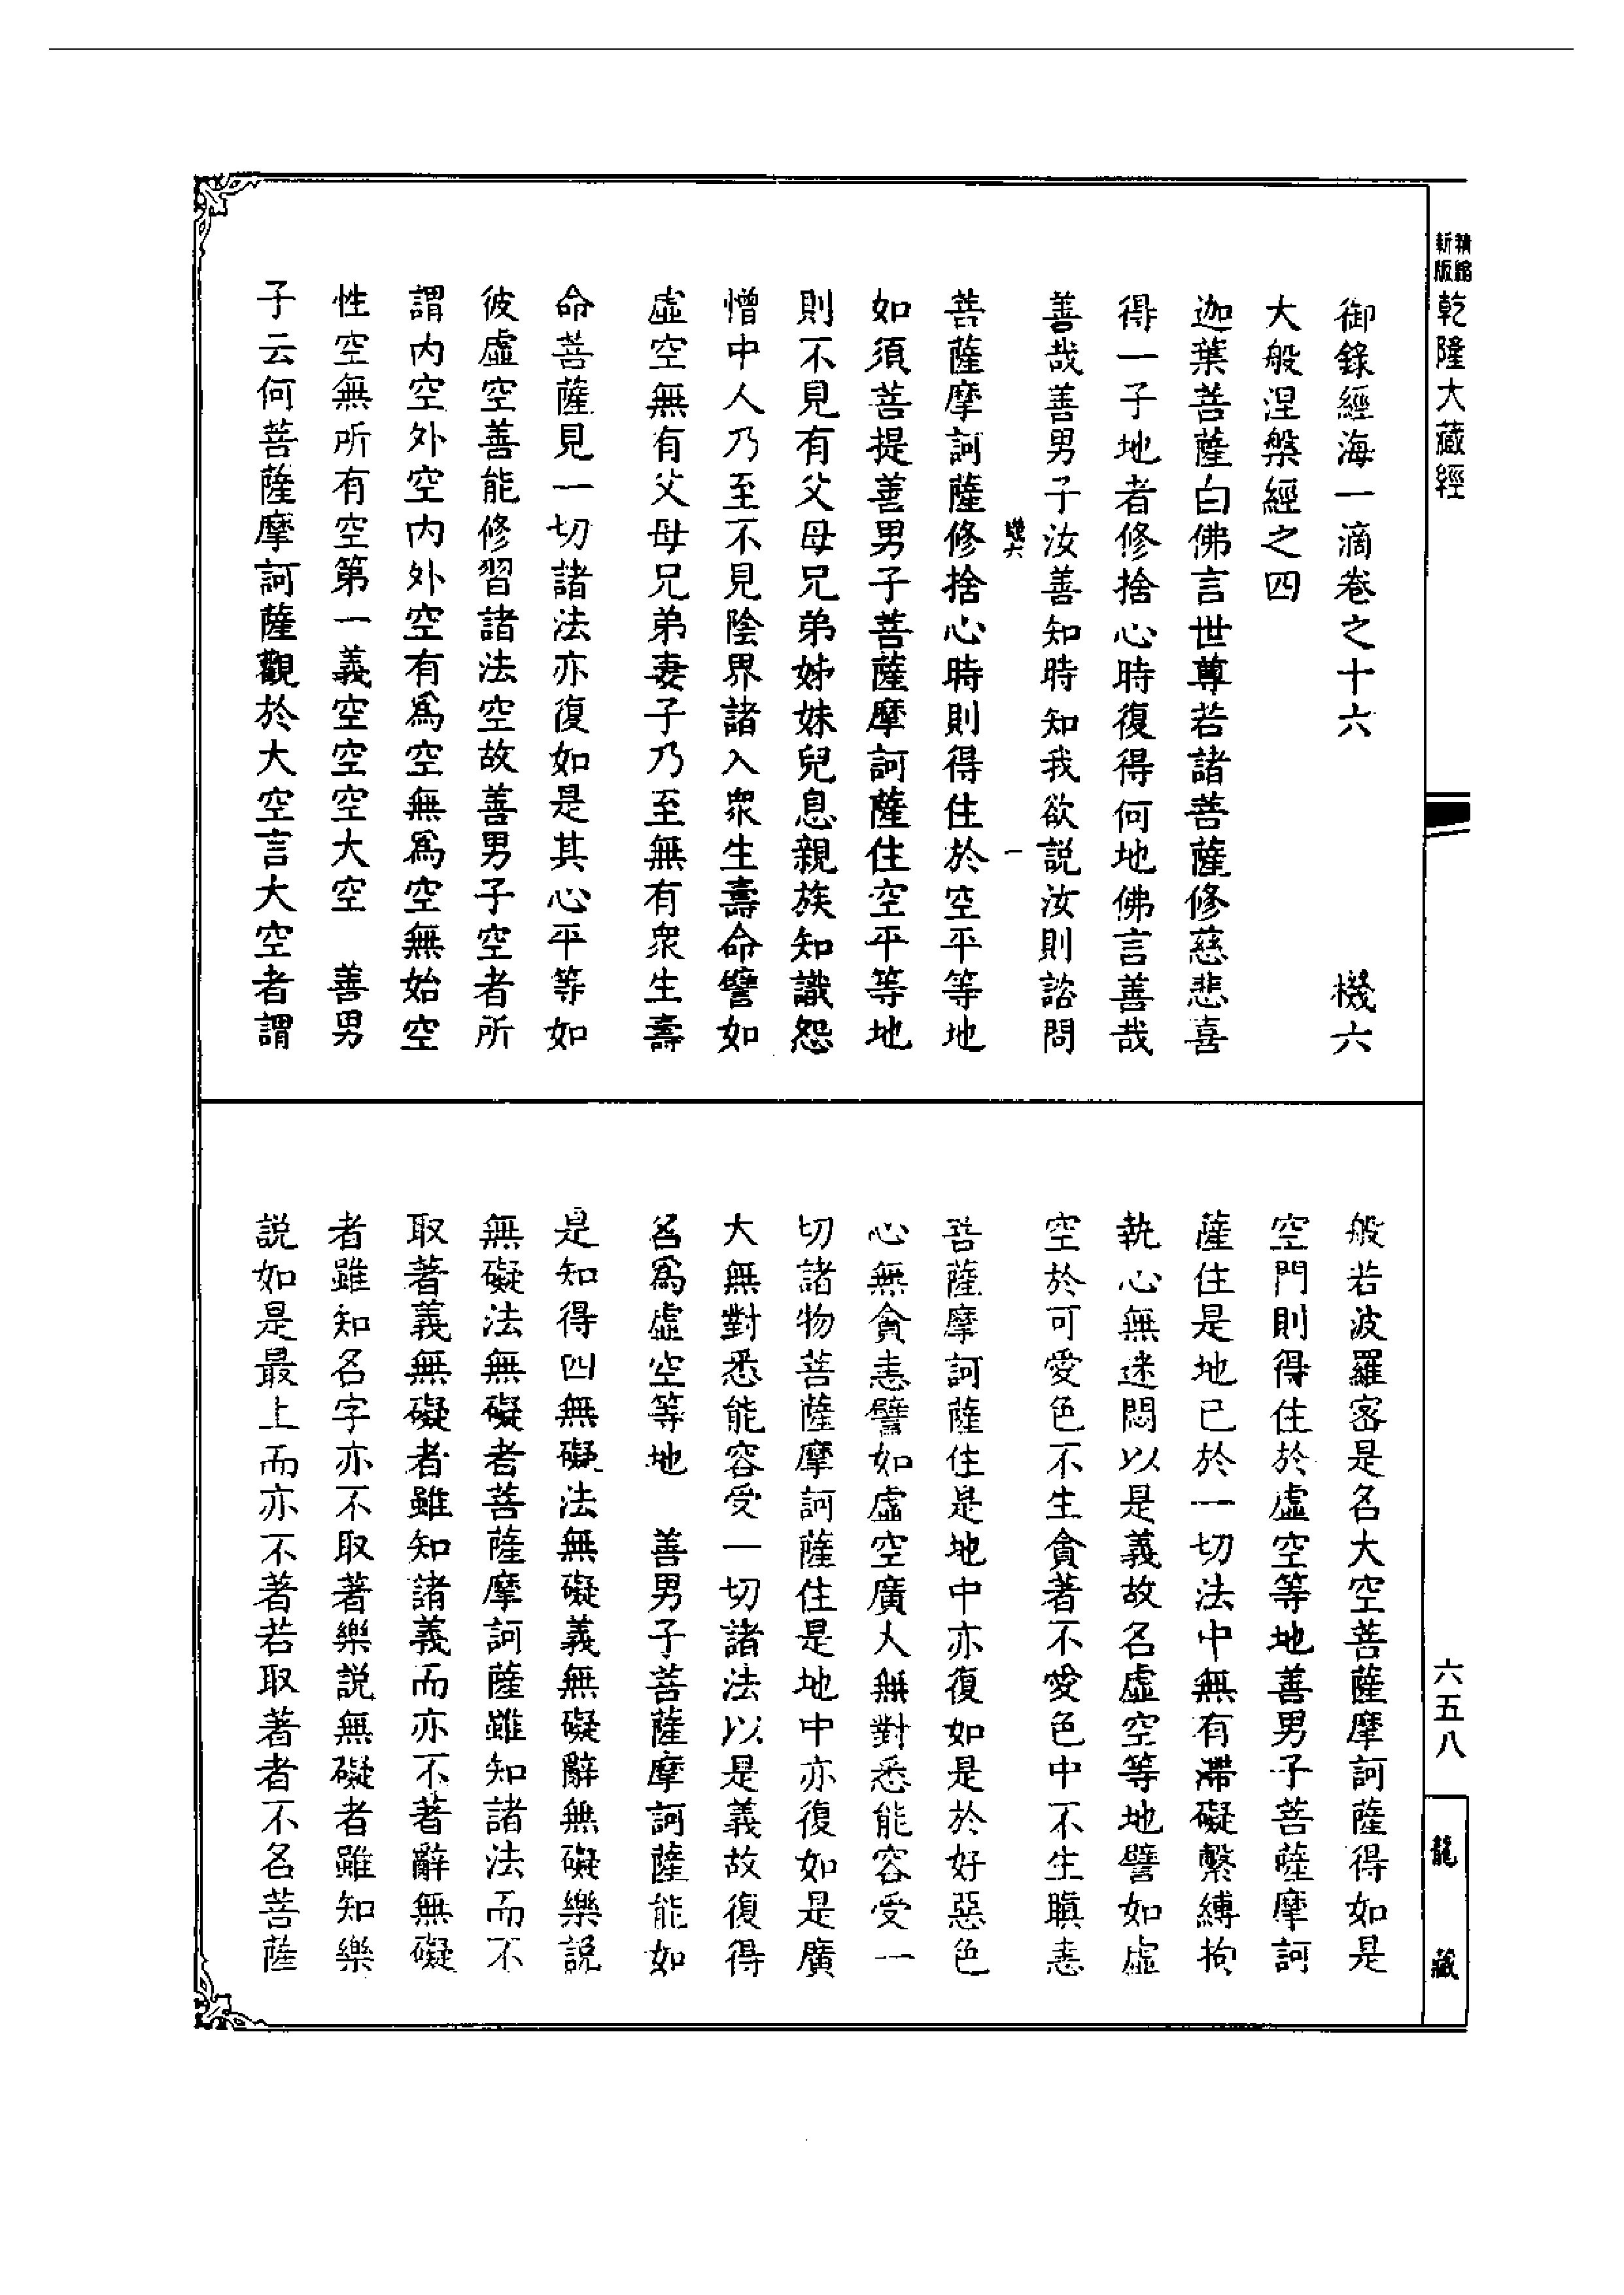 精縮新版乾隆大藏經
御錄經海一滴卷之十六 機六
大般涅槃經之四
迦葉菩薩白佛言世尊若諸菩薩修慈悲喜
得一子地者修捨心時復得何地佛言善哉
善哉善男子汝善知時知我欲説汝則諮問
機六 一
菩薩摩訶薩修捨心時則得住於空平等地
如須菩提善男子菩薩摩訶薩住空平等地
則不見有父母兄弟姊妹兒息親族知識怨
憎中人乃至不見陰界諸入衆生壽命譬如
虛空無有父母兄弟妻子乃至無有衆生壽
命菩薩見一切諸法亦復如是其心平等如
彼虛空善能修習諸法空故善男子空者所
謂内空外空内外空有爲空無爲空無始空
性空無所有空第一義空空空大空 善男
子云何菩薩摩訶薩觀於大空言大空者謂
般若波羅密是名大空菩薩摩訶薩得如是
空門則得住於虛空等地善男子菩薩摩訶
薩住是地已於一切法中無有滯礙繫縛拘
執心無迷悶以是義故名虛空等地譬如虛
空於可愛色不生貪著不愛色中不生瞋恚
菩薩摩訶薩住是地中亦復如是於好惡色
心無貪恚譬如虛空廣大無對悉能容受一
切諸物菩薩摩訶薩住是地中亦復如是廣
大無對悉能容受一切諸法以是義故復得
名爲虛空等地 善男子菩薩摩訶薩能如
是知得四無礙法無礙義無礙辭無礙樂説
無礙法無礙者菩薩摩訶薩雖知諸法而不
取著義無礙者雖知諸義而亦不著辭無礙
者雖知名字亦不取著樂説無礙者雖知樂
説如是最上而亦不著若取著者不名菩薩
六五八
龍藏